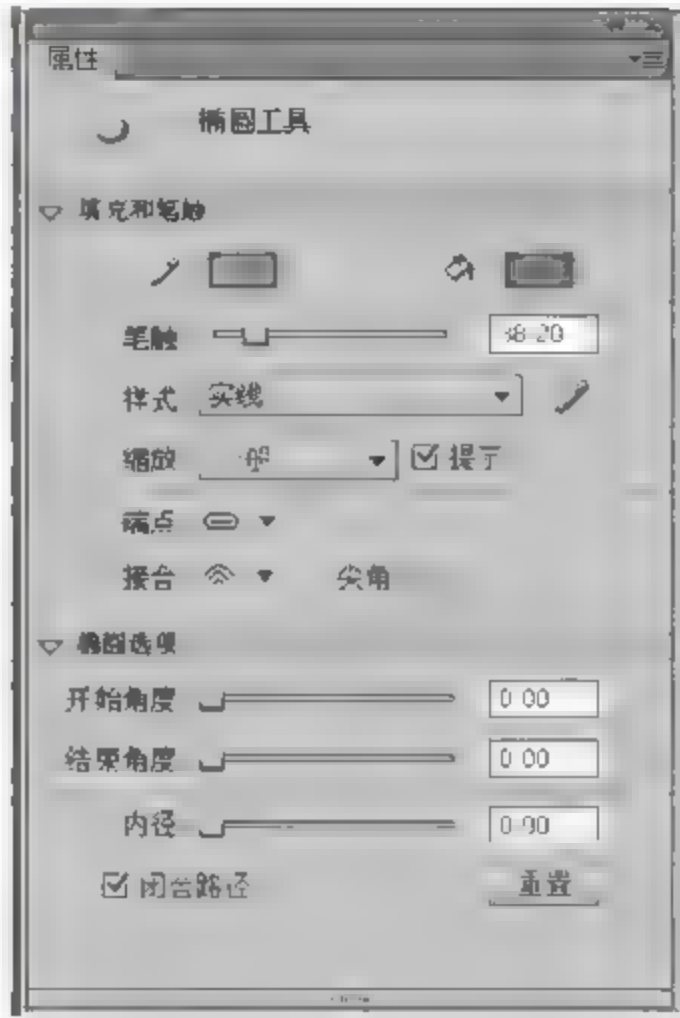 属性
椭圆工具
填充和笔触
笔触
样式 实线
缩放 一般 提示
端点
接合 尖角
椭圆选项
开始角度 0.00
结束角度 0.00
内径
闭合路径 重置